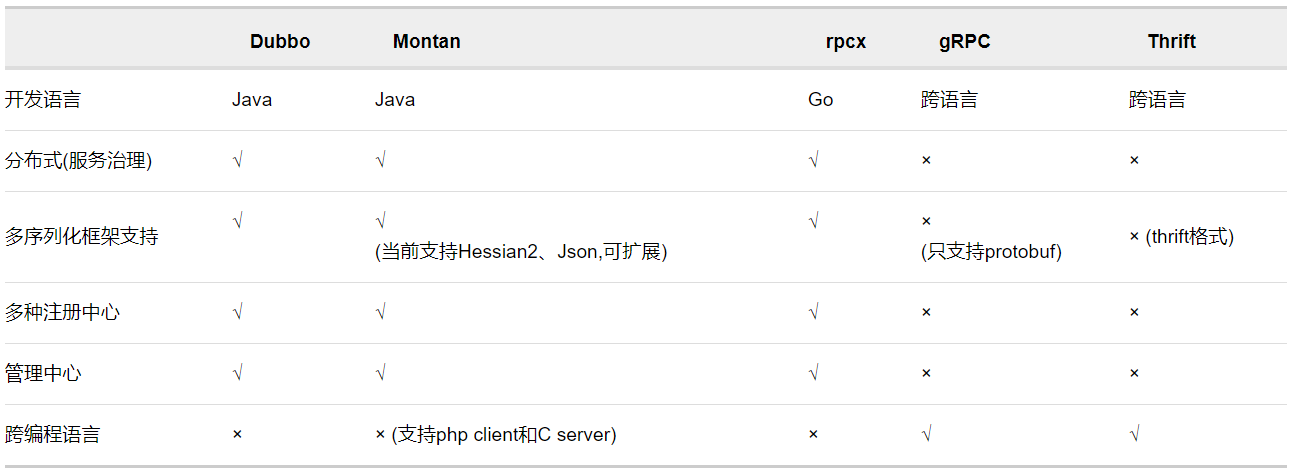 Dubbo Montan rpcx gRPC Thrift
开发语言 Java Java Go 跨语言 跨语言
分布式(服务治理) √ √ √ × ×
多序列化框架支持 √ √ (当前支持Hessian2、Json,可扩展) √ × (只支持protobuf) × (thrift格式)
多种注册中心 √ √ √ × ×
管理中心 √ √ √ × ×
跨编程语言 × × (支持php client和C server) × √ √